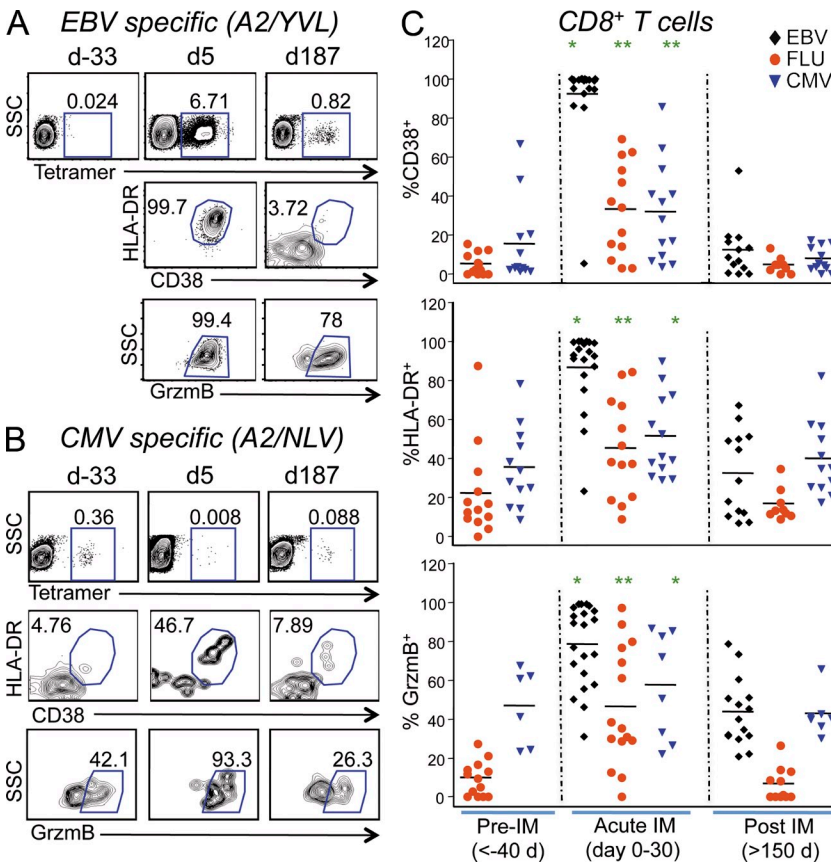 A
EBV specific (A2/YVL)
d-33 d5 d187
SSC
0.024 6.71 0.82
Tetramer
HLA-DR
99.7 3.72
CD38
SSC
99.4 78
GrzmB
B
CMV specific (A2/NLV)
d-33 d5 d187
SSC
0.36 0.008 0.088
Tetramer
HLA-DR
4.76 46.7 7.89
CD38
SSC
42.1 93.3 26.3
GrzmB
C
CD8+ T cells
EBV
FLU
CMV
* ** **
%CD38+
120
100
80
60
40
20
0
* ** *
%HLA-DR+
120
100
80
60
40
20
0
* ** *
% GrzmB+
120
100
80
60
40
20
0
Pre-IM Acute IM Post IM
(<-40 d) (day 0-30) (>150 d)